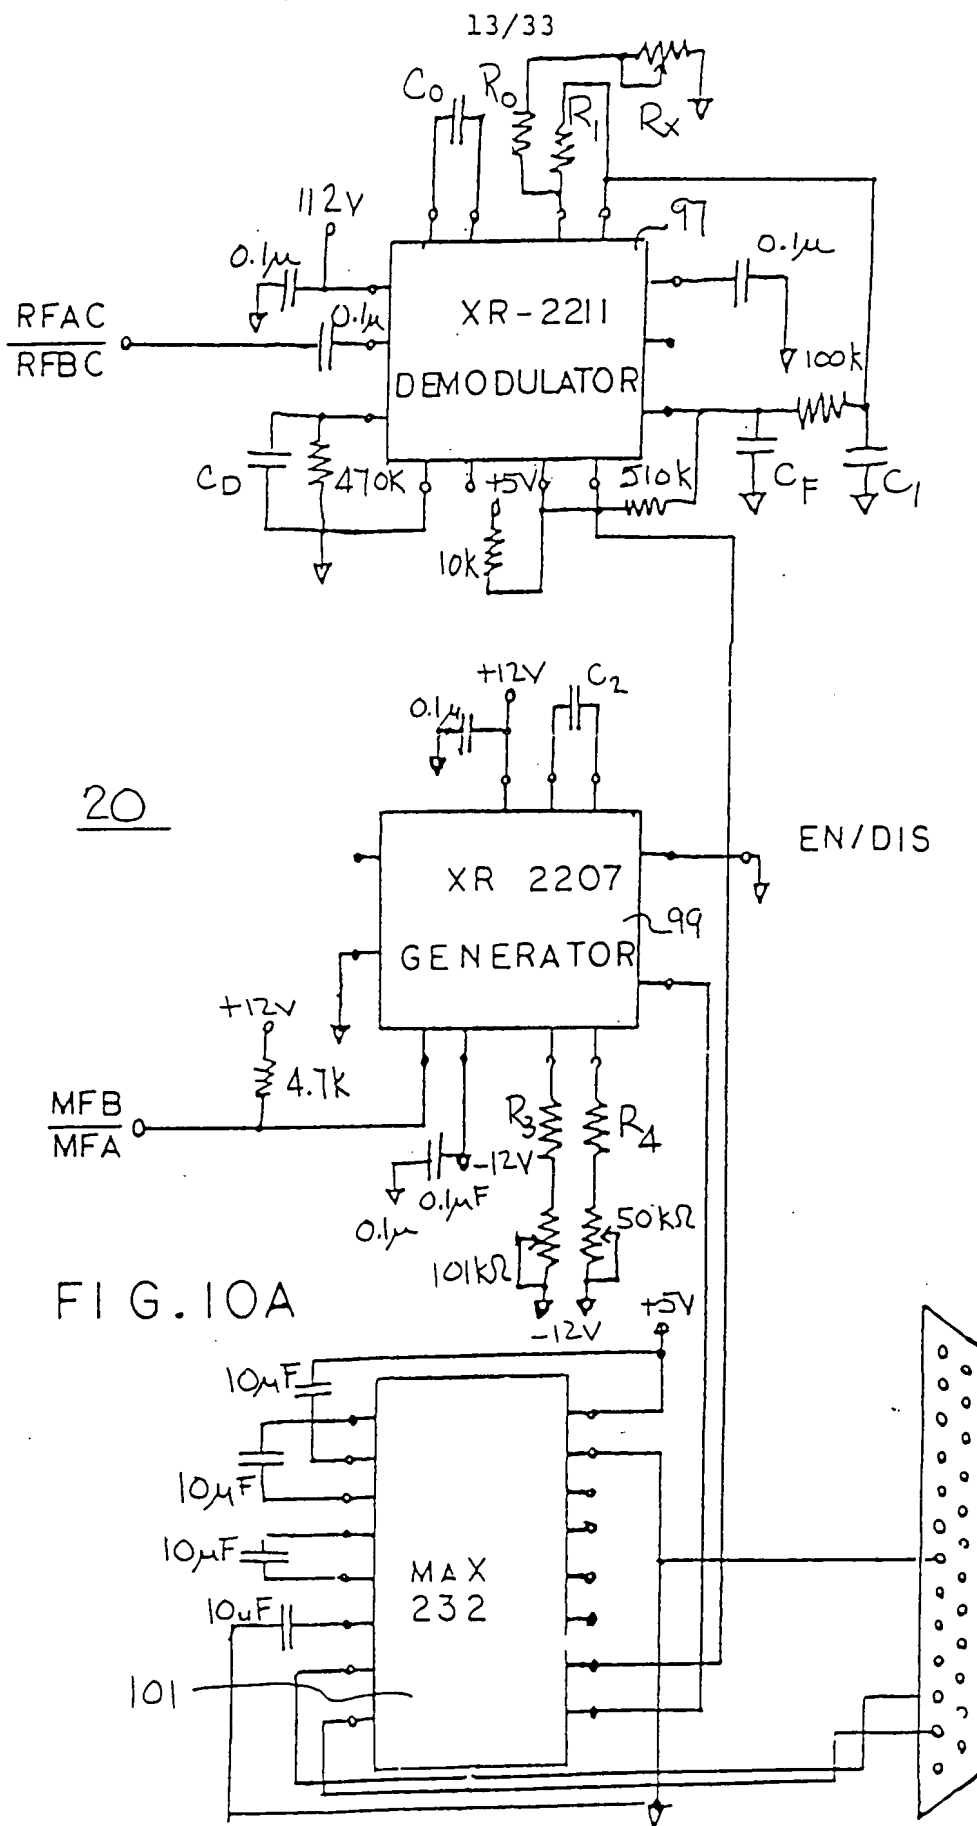 13/33
C₀
R₀
R₁
Rx
112V
0.1μ
97
0.1μ
RFAC
RFBC
0.1μ
XR-2211
DEMODULATOR
100k
C_D
470K
+5V
510k
C_F
C₁
10k
+12V
C₂
0.1μ
20
XR 2207
GENERATOR
EN/DIS
99
+12V
4.7K
MFB
MFA
R₃
R₄
-12V
0.1μF
0.1μ
101kΩ
50kΩ
-12V
+5V
FIG.10A
10μF
10μF
10μF
10uF
MAX
232
101